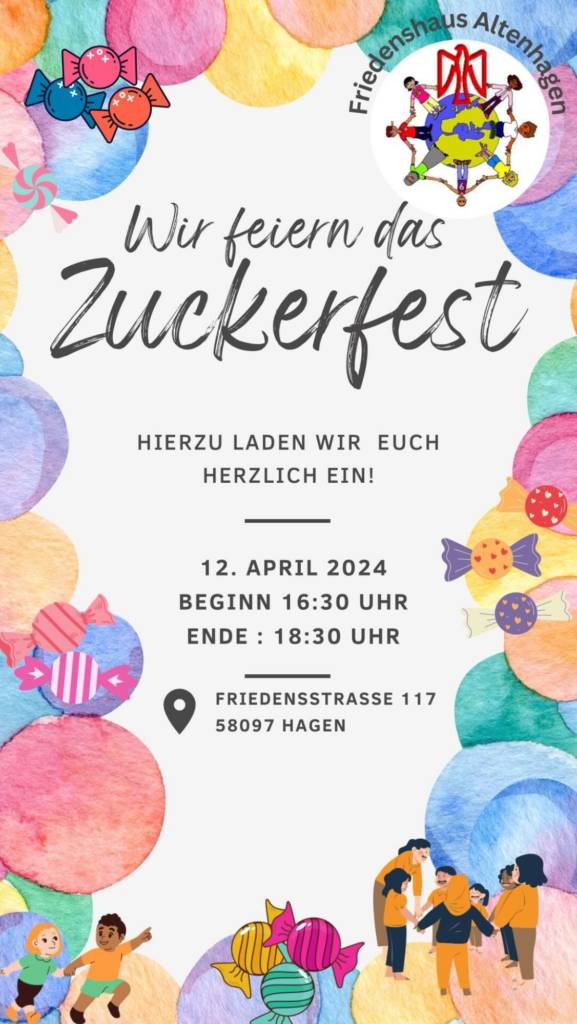 Friedenshaus Altenhagen
Wir feiern das
Zuckerfest
HIERZU LADEN WIR EUCH
HERZLICH EIN!
12. APRIL 2024
BEGINN 16:30 UHR
ENDE : 18:30 UHR
FRIEDENSSTRASSE 117
58097 HAGEN